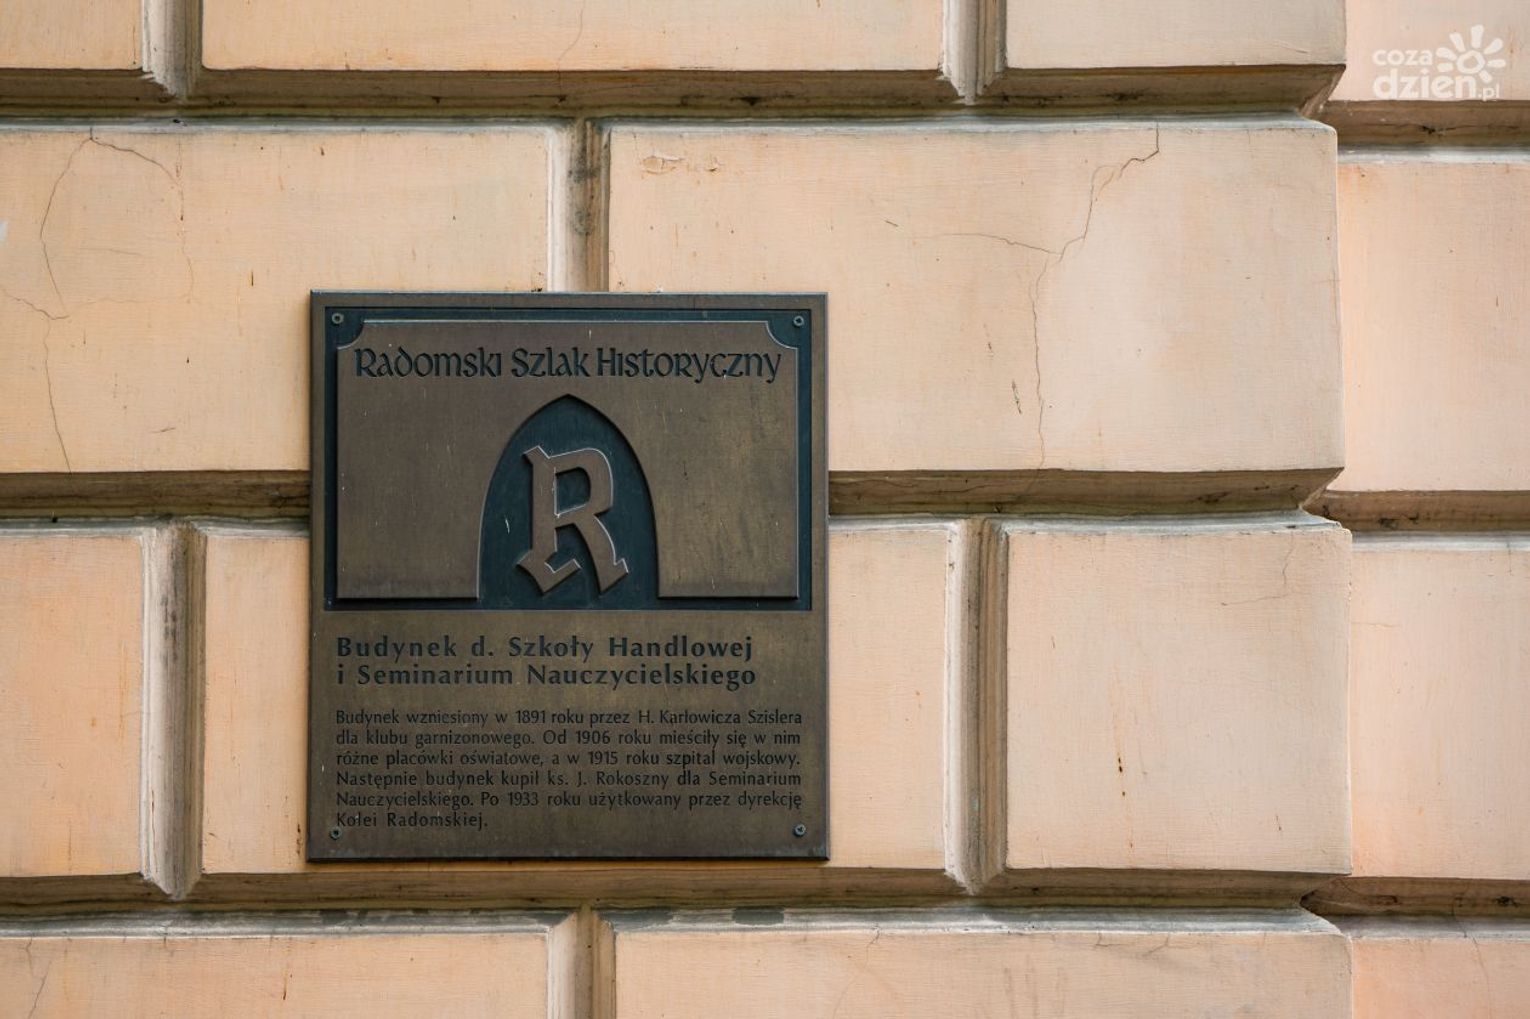 coza
dzien.pl
Radomski Szlak Historyczny
R
Budynek d. Szkoły Handlowej
i Seminarium Nauczycielskiego
Budynek wzniesiony w 1891 roku przez H. Karłowicza Szislera
dla klubu garnizonowego. Od 1906 roku mieściły się w nim
różne placówki oświatowe, a w 1915 roku szpital wojskowy.
Następnie budynek kupił ks. J. Rokoszny dla Seminarium
Nauczycielskiego. Po 1933 roku użytkowany przez dyrekcję
Kolei Radomskiej.